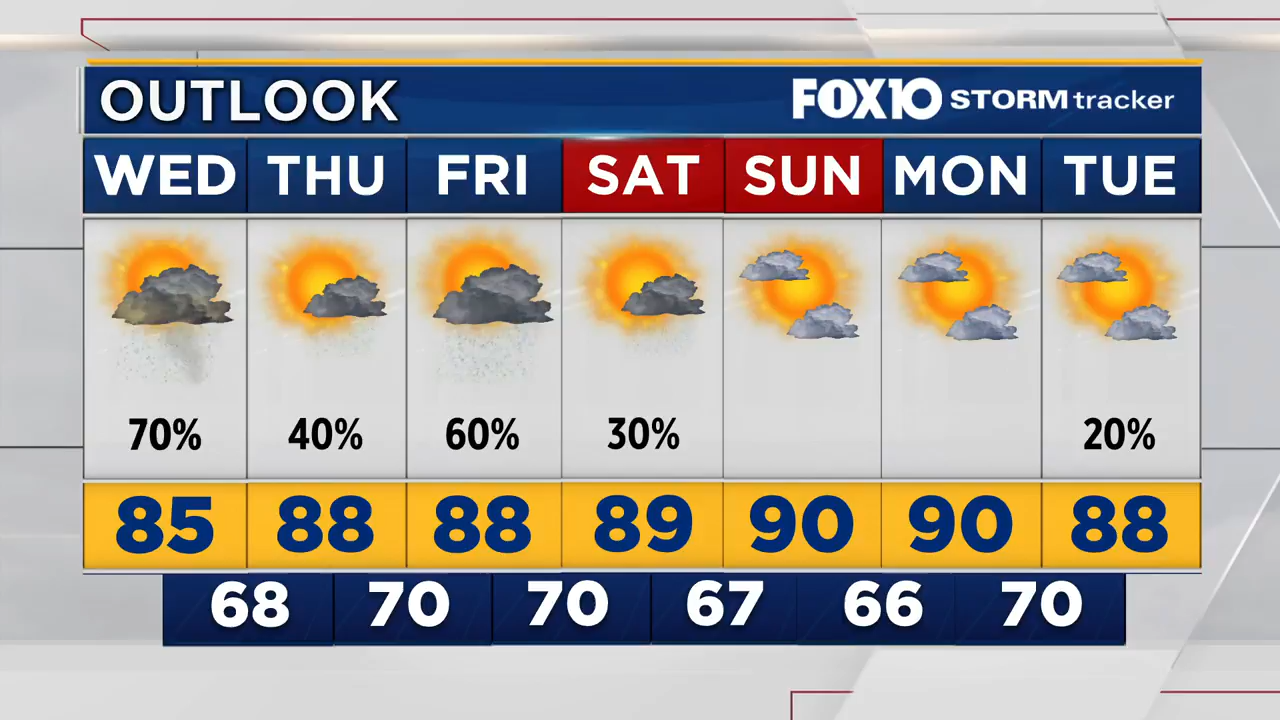 OUTLOOK FOX10 STORM tracker
WED THU FRI SAT SUN MON TUE
70% 40% 60% 30% 20%
85 88 88 89 90 90 88
68 70 70 67 66 70